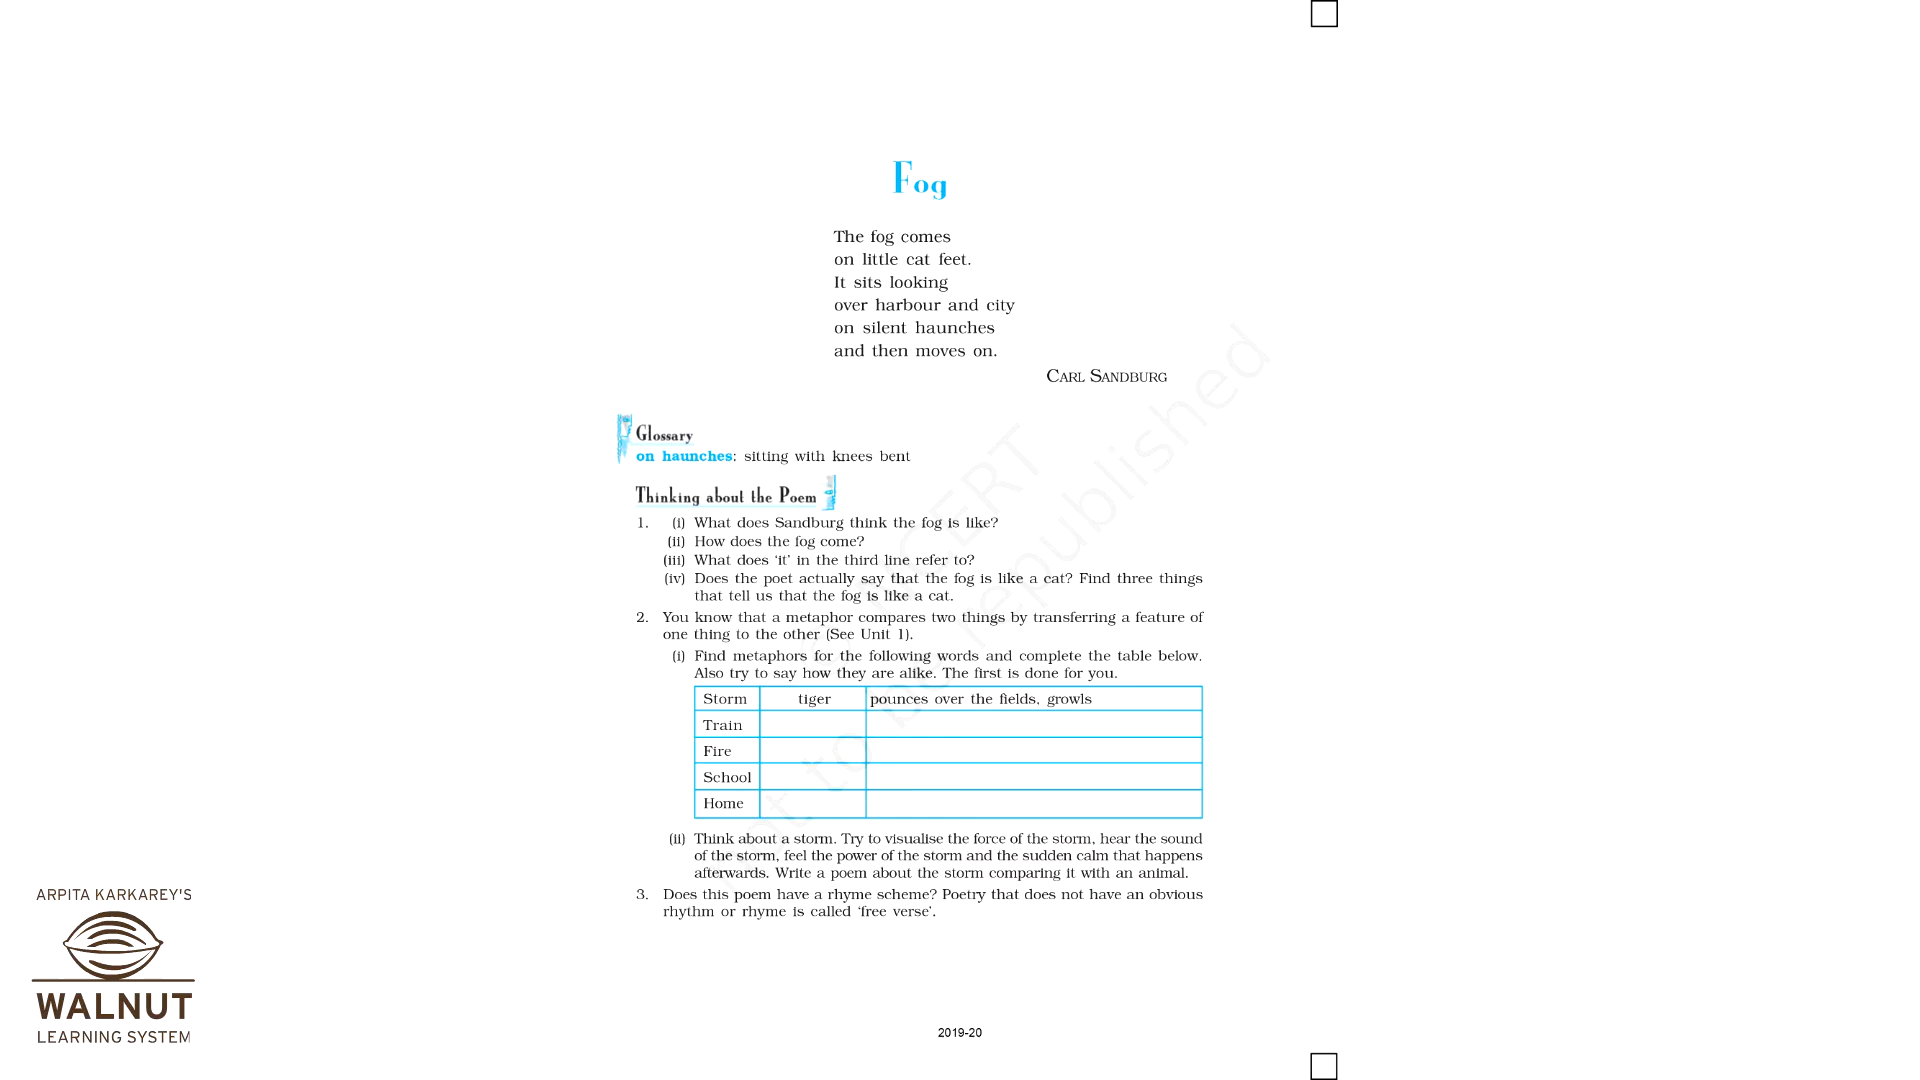 Fog
The fog comes
on little cat feet.
It sits looking
over harbour and city
on silent haunches
and then moves on.
CARL SANDBURG
Glossary
on haunches: sitting with knees bent
Thinking about the Poem
1. (i) What does Sandburg think the fog is like?
(ii) How does the fog come?
(iii) What does ‘it’ in the third line refer to?
(iv) Does the poet actually say that the fog is like a cat? Find three things
that tell us that the fog is like a cat.
2. You know that a metaphor compares two things by transferring a feature of
one thing to the other (See Unit 1).
(i) Find metaphors for the following words and complete the table below.
Also try to say how they are alike. The first is done for you.
Storm tiger pounces over the fields, growls
Train
Fire
School
Home
(ii) Think about a storm. Try to visualise the force of the storm, hear the sound
of the storm, feel the power of the storm and the sudden calm that happens
afterwards. Write a poem about the storm comparing it with an animal.
3. Does this poem have a rhyme scheme? Poetry that does not have an obvious
rhythm or rhyme is called ‘free verse’.
2019-20
ARPITA KARKAREY'S
WALNUT
LEARNING SYSTEM
republished